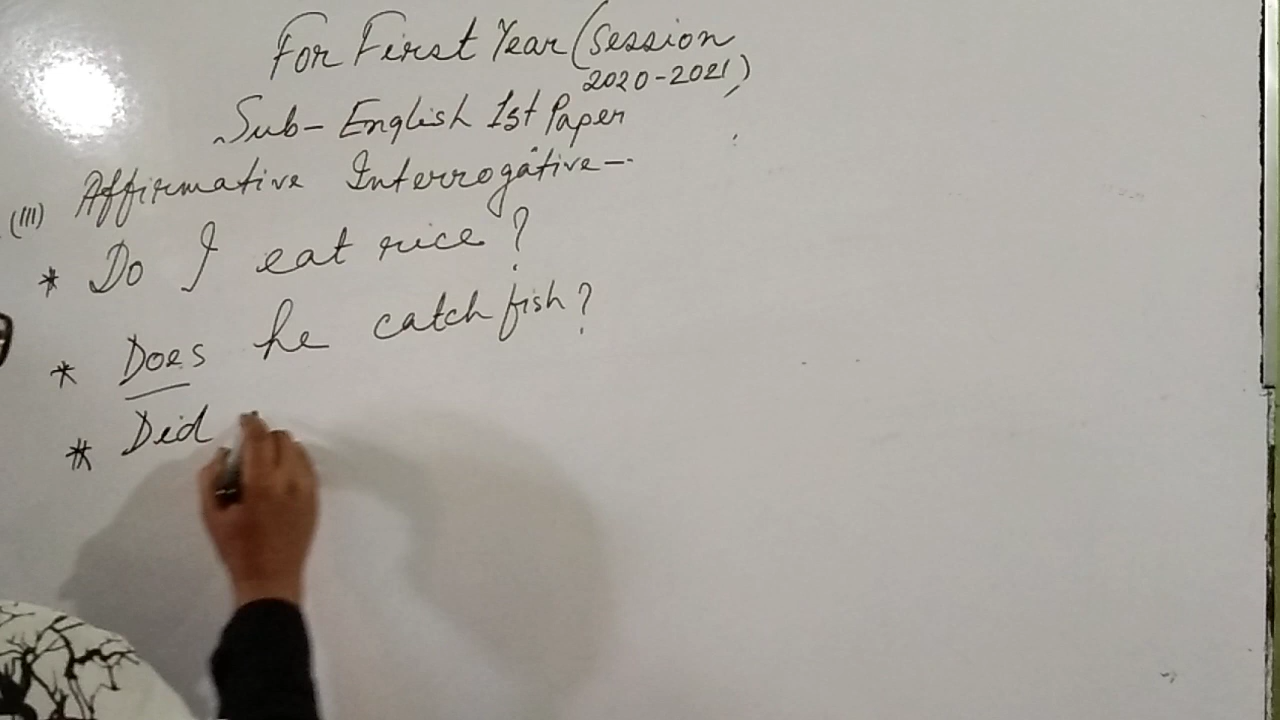 For First Year (Session
2020-2021)
Sub- English 1st Paper
(III) Affirmative Interrogative-
* Do I eat rice?
* Does he catch fish?
* Did